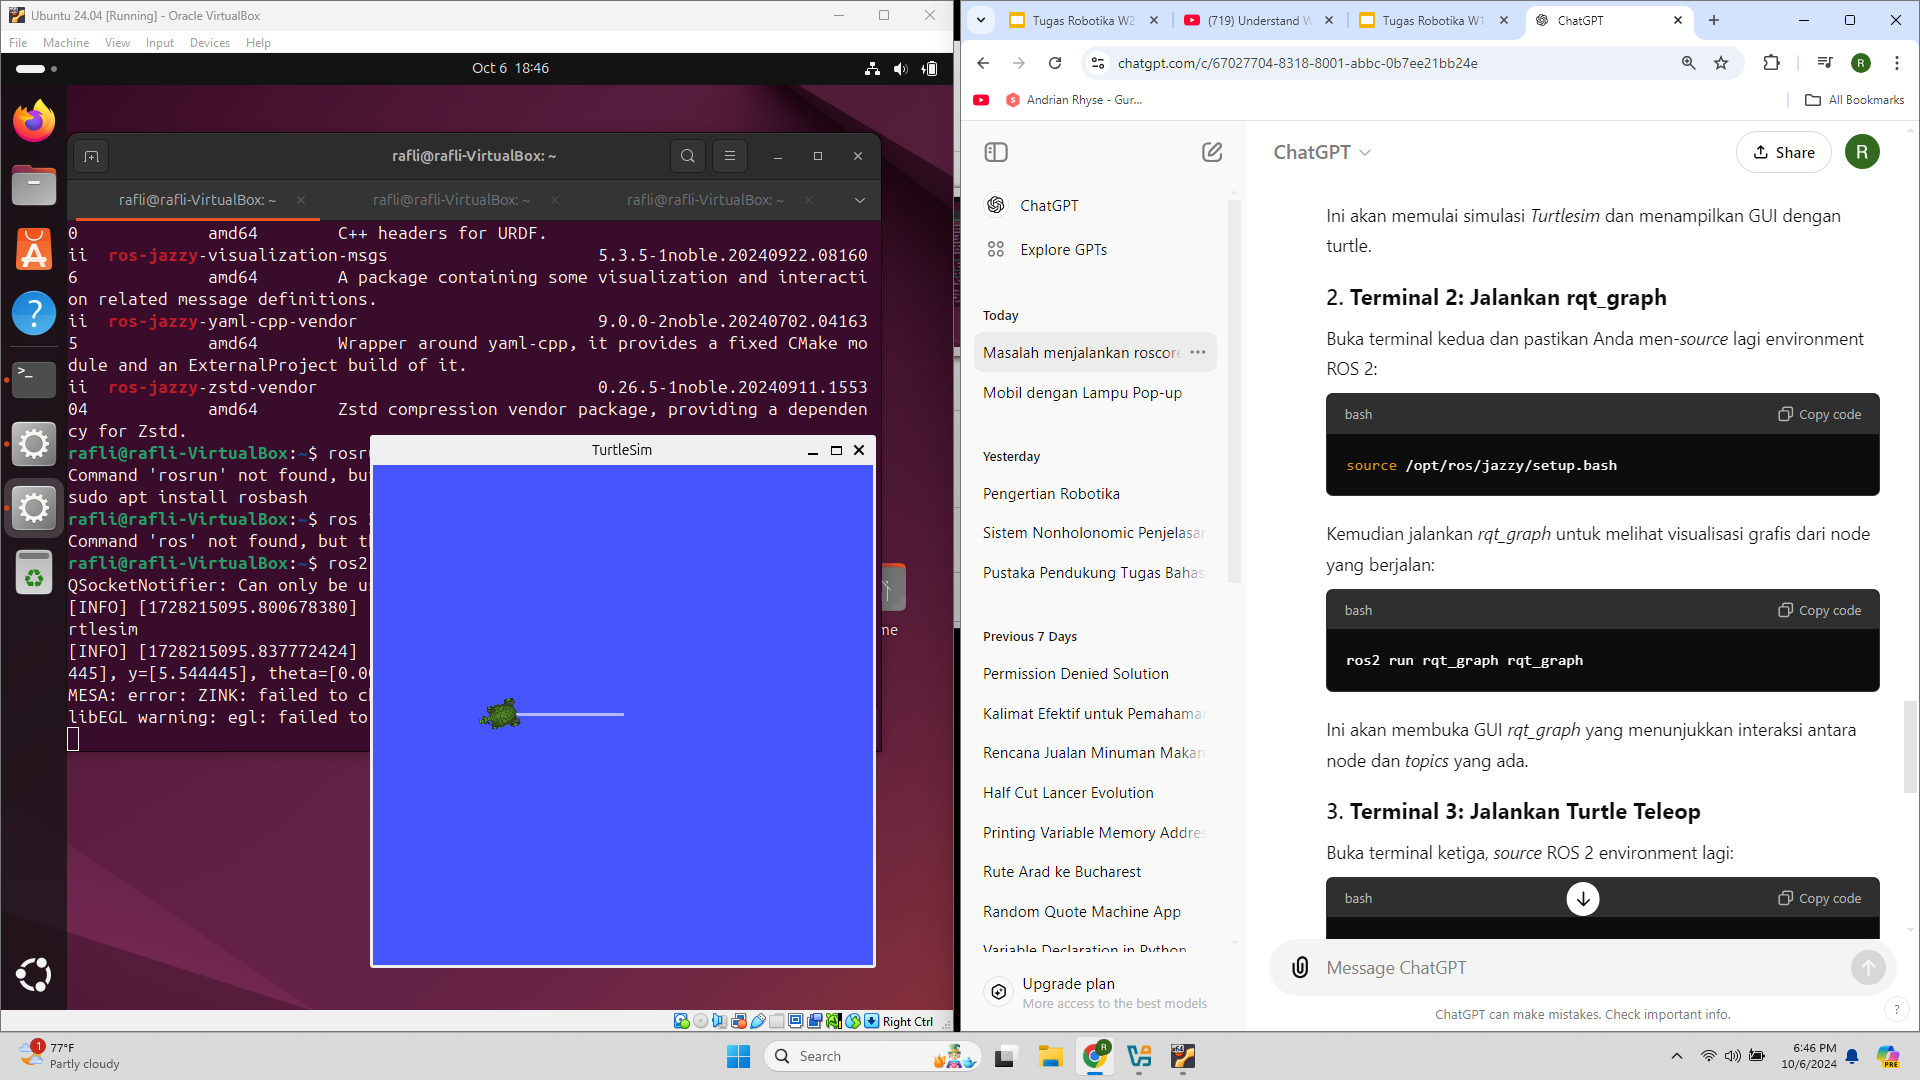 Ubuntu 24.04 [Running] - Oracle VirtualBox
File Machine View Input Devices Help
Oct 6 18:46
rafli@rafli-VirtualBox: ~
rafli@rafli-VirtualBox: ~ rafli@rafli-VirtualBox: ~ rafli@rafli-VirtualBox: ~
0 amd64 C++ headers for URDF.
ii ros-jazzy-visualization-msgs 5.3.5-1noble.20240922.08160
6 amd64 A package containing some visualization and interacti
on related message definitions.
ii ros-jazzy-yaml-cpp-vendor 9.0.0-2noble.20240702.04163
5 amd64 Wrapper around yaml-cpp, it provides a fixed CMake mo
dule and an ExternalProject build of it.
ii ros-jazzy-zstd-vendor 0.26.5-1noble.20240911.1553
04 amd64 Zstd compression vendor package, providing a dependen
cy for Zstd.
rafli@rafli-VirtualBox:~$ rosr
Command 'rosrun' not found, bu
sudo apt install rosbash
rafli@rafli-VirtualBox:~$ ros
Command 'ros' not found, but t
rafli@rafli-VirtualBox:~$ ros2
QSocketNotifier: Can only be u
[INFO] [1728215095.800678380]
rtlesim
[INFO] [1728215095.837772424]
445], y=[5.544445], theta=[0.0
MESA: error: ZINK: failed to c
libEGL warning: egl: failed to
TurtleSim
me
Right Ctrl
Tugas Robotika W2
(719) Understand W
Tugas Robotika W1
ChatGPT
chatgpt.com/c/67027704-8318-8001-abbc-0b7ee21bb24e
R
Andrian Rhyse - Gur...
All Bookmarks
ChatGPT
Explore GPTs
Today
Masalah menjalankan roscore
Mobil dengan Lampu Pop-up
Yesterday
Pengertian Robotika
Sistem Nonholonomic Penjelasan
Pustaka Pendukung Tugas Bahas
Previous 7 Days
Permission Denied Solution
Kalimat Efektif untuk Pemahaman
Rencana Jualan Minuman Makan
Half Cut Lancer Evolution
Printing Variable Memory Addres
Rute Arad ke Bucharest
Random Quote Machine App
Variable Declaration in Python
Upgrade plan
More access to the best models
ChatGPT
Share
R
Ini akan memulai simulasi Turtlesim dan menampilkan GUI dengan
turtle.
2. Terminal 2: Jalankan rqt_graph
Buka terminal kedua dan pastikan Anda men-source lagi environment
ROS 2:
bash
Copy code
source /opt/ros/jazzy/setup.bash
Kemudian jalankan rqt_graph untuk melihat visualisasi grafis dari node
yang berjalan:
bash
Copy code
ros2 run rqt_graph rqt_graph
Ini akan membuka GUI rqt_graph yang menunjukkan interaksi antara
node dan topics yang ada.
3. Terminal 3: Jalankan Turtle Teleop
Buka terminal ketiga, source ROS 2 environment lagi:
bash
Copy code
Message ChatGPT
ChatGPT can make mistakes. Check important info.
?
1
77°F
Partly cloudy
Search
R
6:46 PM
10/6/2024
PRE